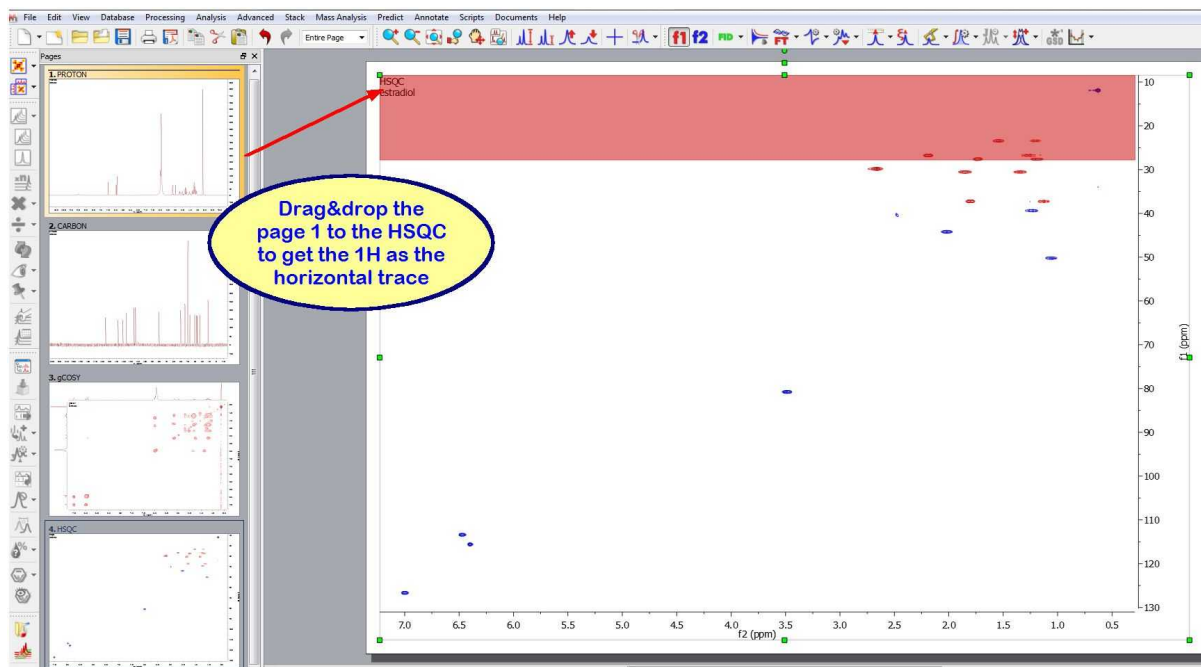 File Edit View Database Processing Analysis Advanced Stack Mass Analysis Predict Annotate Scripts Documents Help
Entire Page
f1 f2 FID FT GSD
Pages
1. PROTON
2. CARBON
3. gCOSY
4. HSQC
HSQC
estradiol
Drag&drop the
page 1 to the HSQC
to get the 1H as the
horizontal trace
10
20
30
40
50
60
70
80
90
100
110
120
130
f1 (ppm)
7.0 6.5 6.0 5.5 5.0 4.5 4.0 3.5 3.0 2.5 2.0 1.5 1.0 0.5
f2 (ppm)